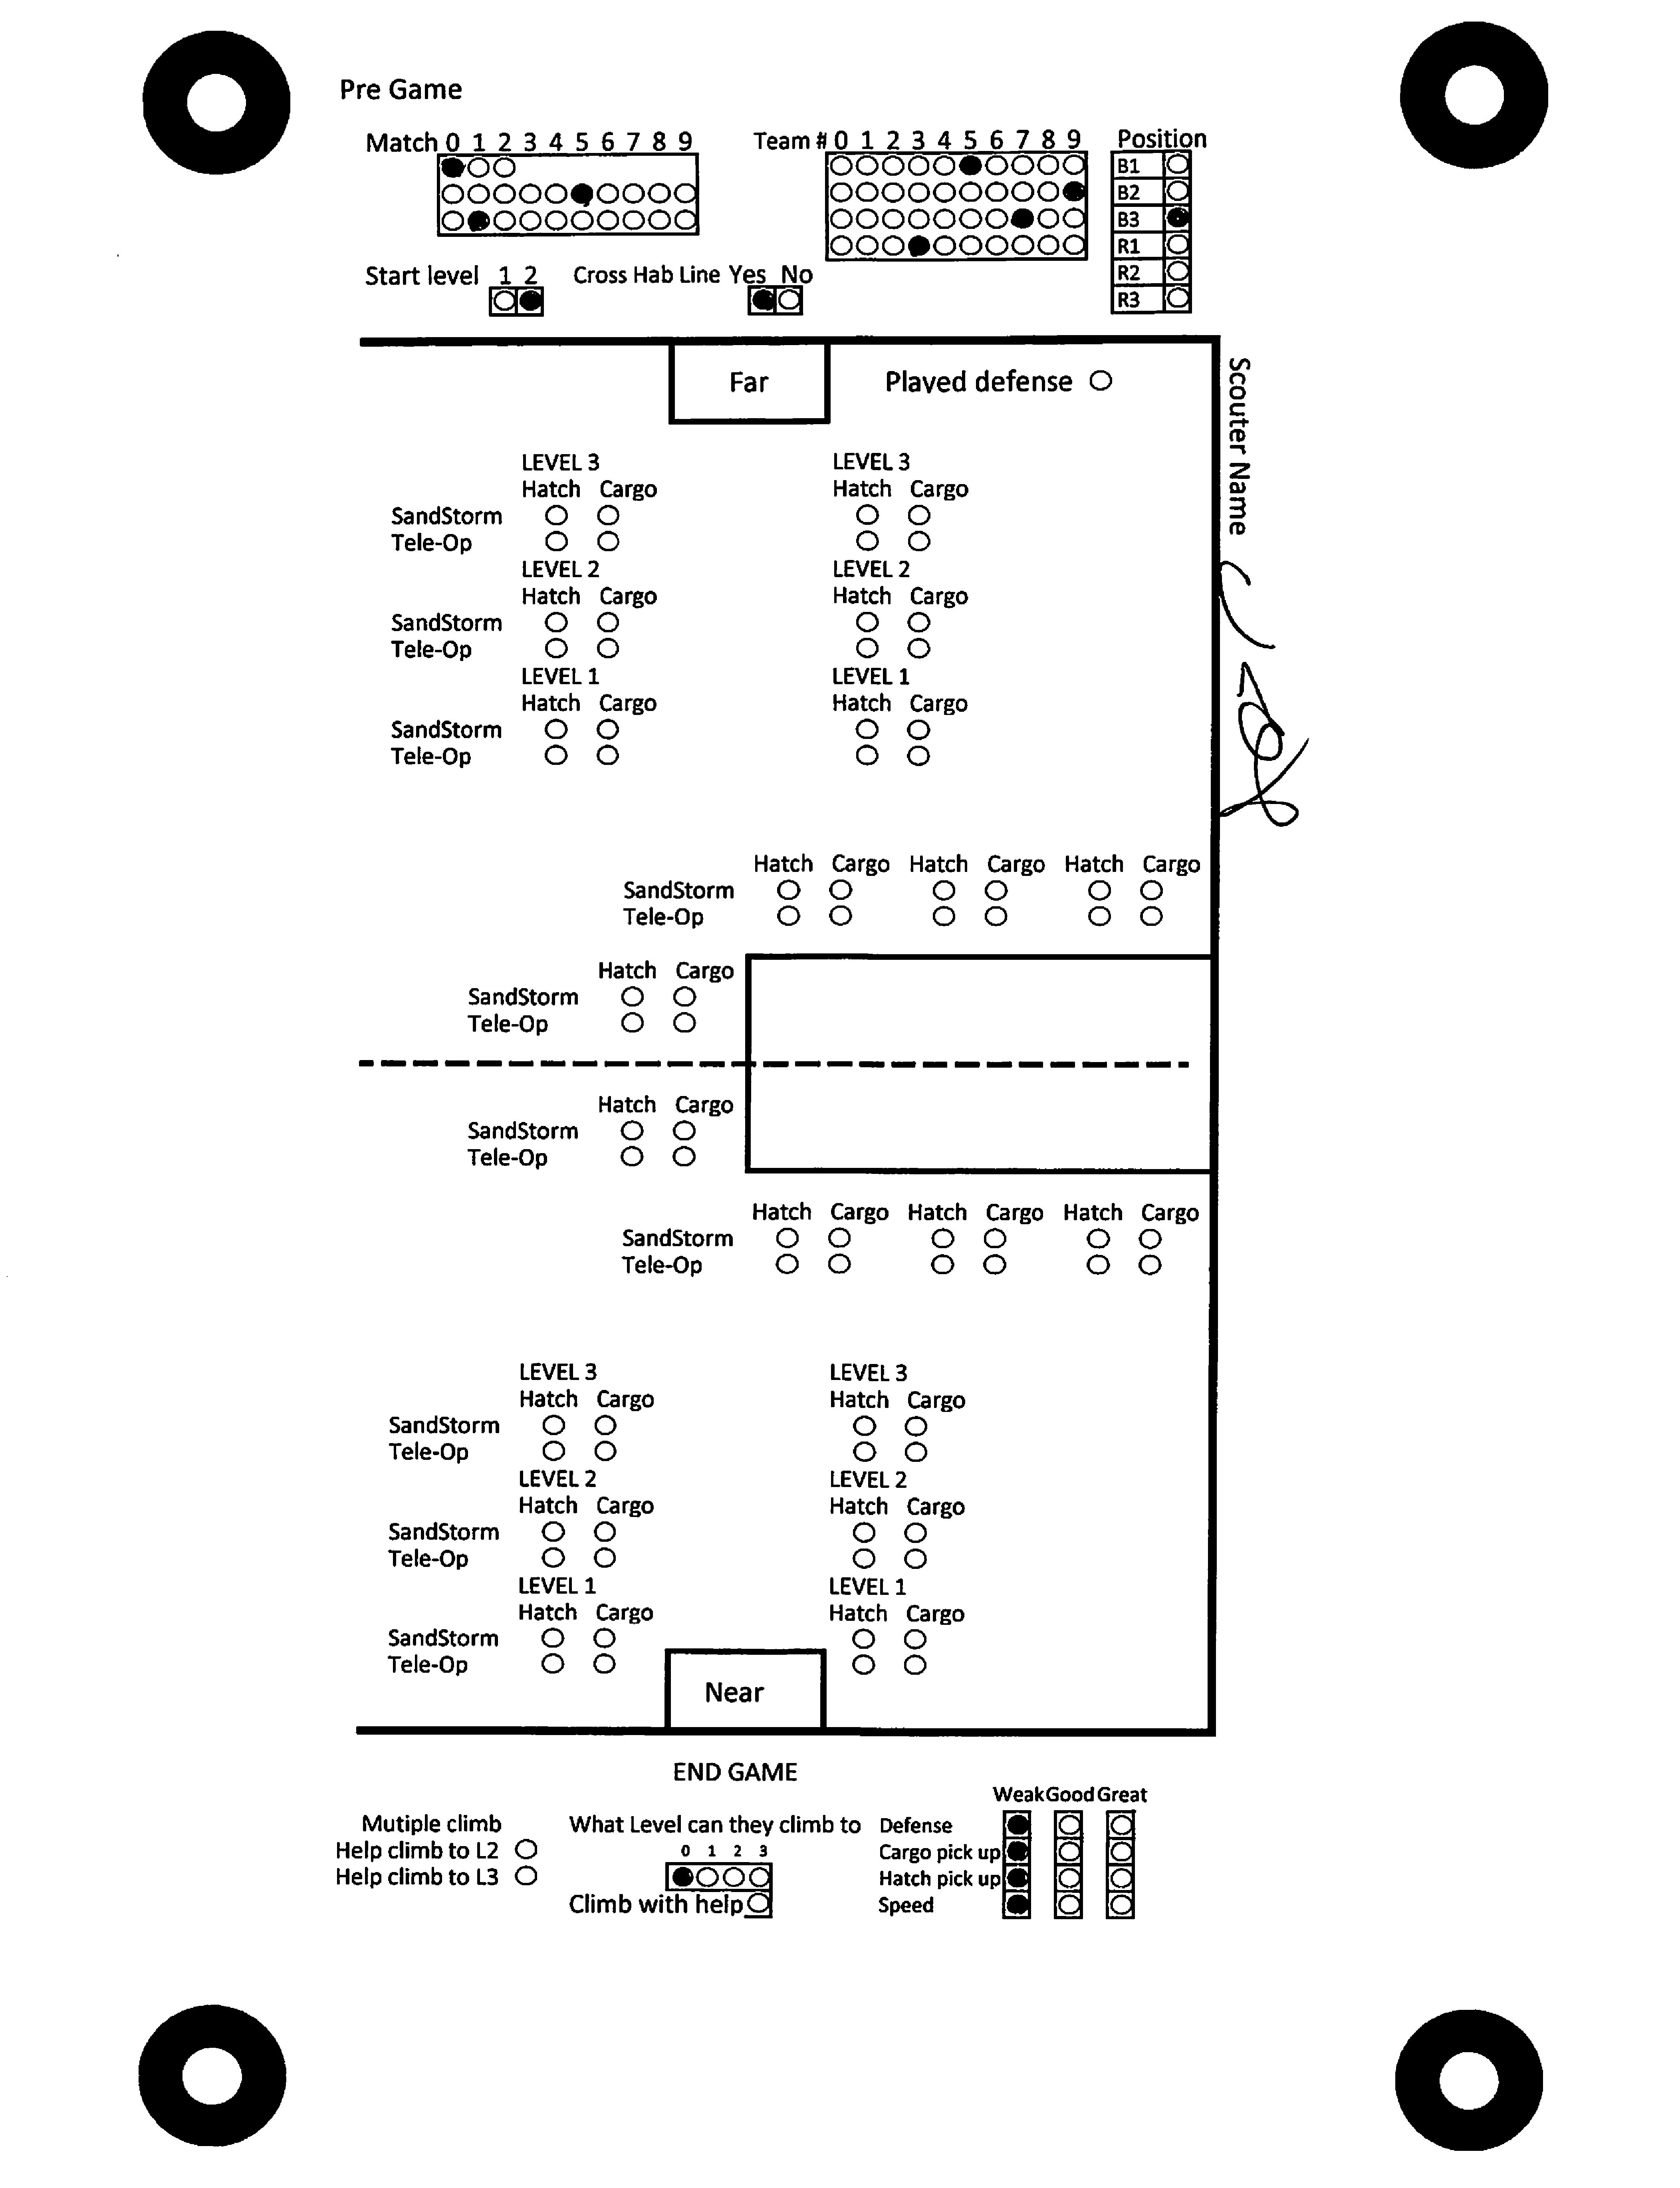 Pre Game
Match 0 1 2 3 4 5 6 7 8 9
Team # 0 1 2 3 4 5 6 7 8 9
Position
B1
B2
B3
R1
R2
R3
Start level 1 2
Cross Hab Line Yes No
Far
Played defense
Scouter Name
LEVEL 3 LEVEL 3
Hatch Cargo Hatch Cargo
SandStorm
Tele-Op
LEVEL 2 LEVEL 2
Hatch Cargo Hatch Cargo
SandStorm
Tele-Op
LEVEL 1 LEVEL 1
Hatch Cargo Hatch Cargo
SandStorm
Tele-Op
Hatch Cargo Hatch Cargo Hatch Cargo
SandStorm
Tele-Op
Hatch Cargo
SandStorm
Tele-Op
Hatch Cargo
SandStorm
Tele-Op
Hatch Cargo Hatch Cargo Hatch Cargo
SandStorm
Tele-Op
LEVEL 3 LEVEL 3
Hatch Cargo Hatch Cargo
SandStorm
Tele-Op
LEVEL 2 LEVEL 2
Hatch Cargo Hatch Cargo
SandStorm
Tele-Op
LEVEL 1 LEVEL 1
Hatch Cargo Hatch Cargo
SandStorm
Tele-Op
Near
END GAME
Mutiple climb
Help climb to L2
Help climb to L3
What Level can they climb to
0 1 2 3
Climb with help
Weak Good Great
Defense
Cargo pick up
Hatch pick up
Speed